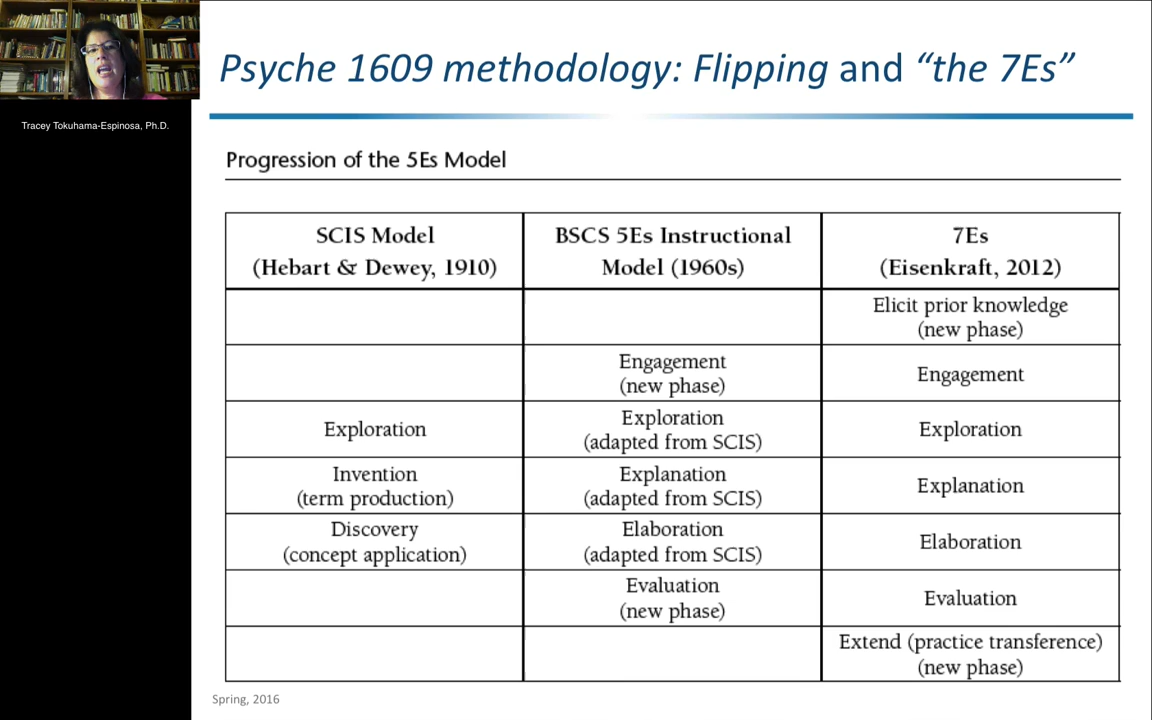 Psyche 1609 methodology: Flipping and “the 7Es”
Tracey Tokuhama-Espinosa, Ph.D.
Progression of the 5Es Model
SCIS Model
(Hebart & Dewey, 1910)
BSCS 5Es Instructional
Model (1960s)
7Es
(Eisenkraft, 2012)
Elicit prior knowledge
(new phase)
Engagement
(new phase)
Engagement
Exploration
Exploration
(adapted from SCIS)
Exploration
Invention
(term production)
Explanation
(adapted from SCIS)
Explanation
Discovery
(concept application)
Elaboration
(adapted from SCIS)
Elaboration
Evaluation
(new phase)
Evaluation
Extend (practice transference)
(new phase)
Spring, 2016